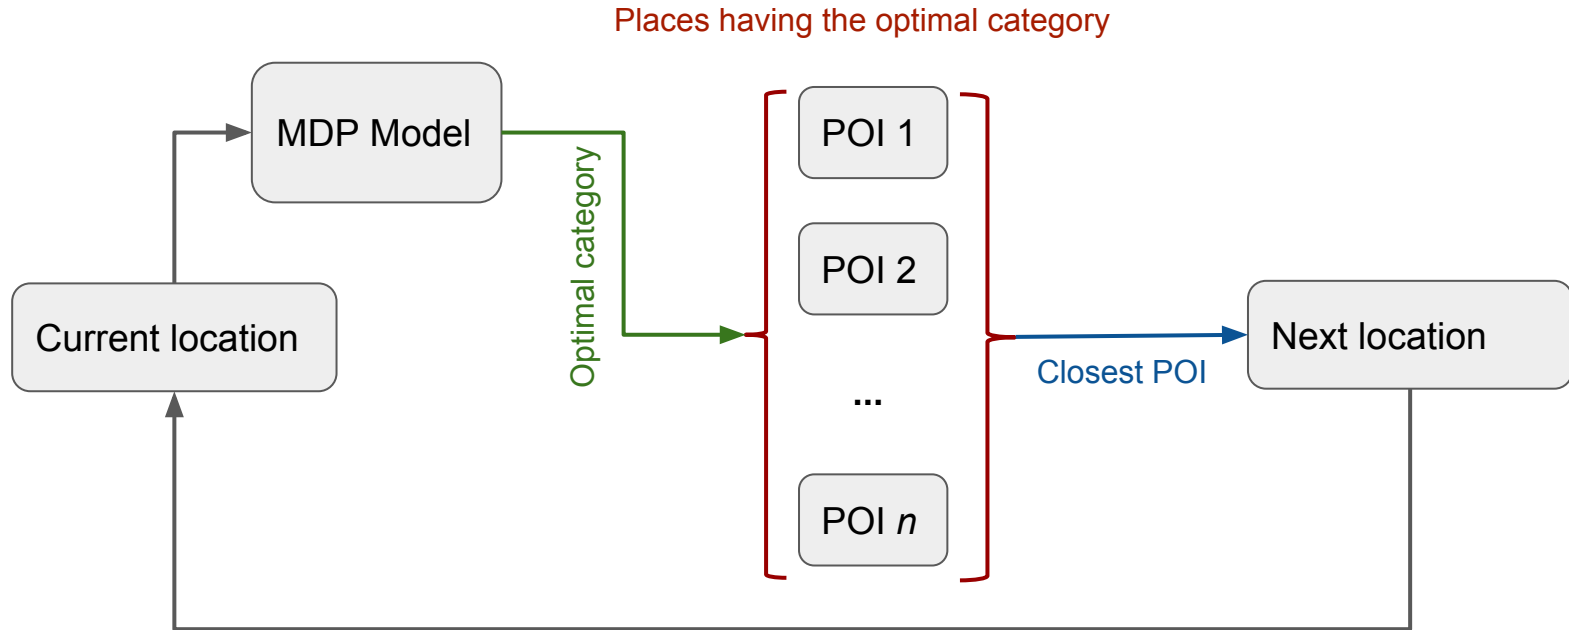 Places having the optimal category
MDP Model
Optimal category
Current location
POI 1
POI 2
...
POI n
Closest POI
Next location